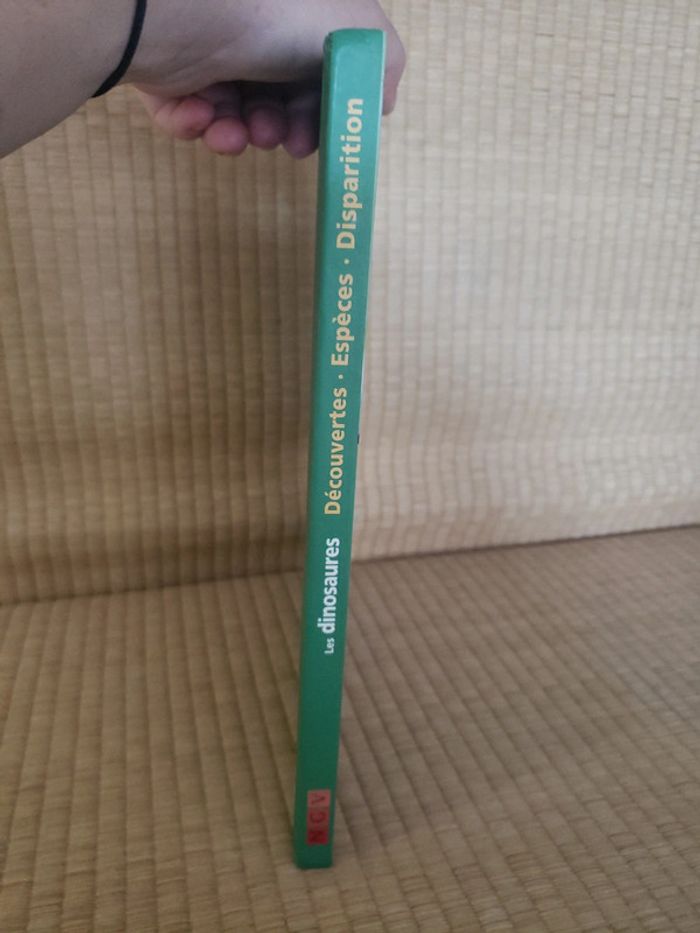 NGV
Les dinosaures Découvertes · Espèces · Disparition